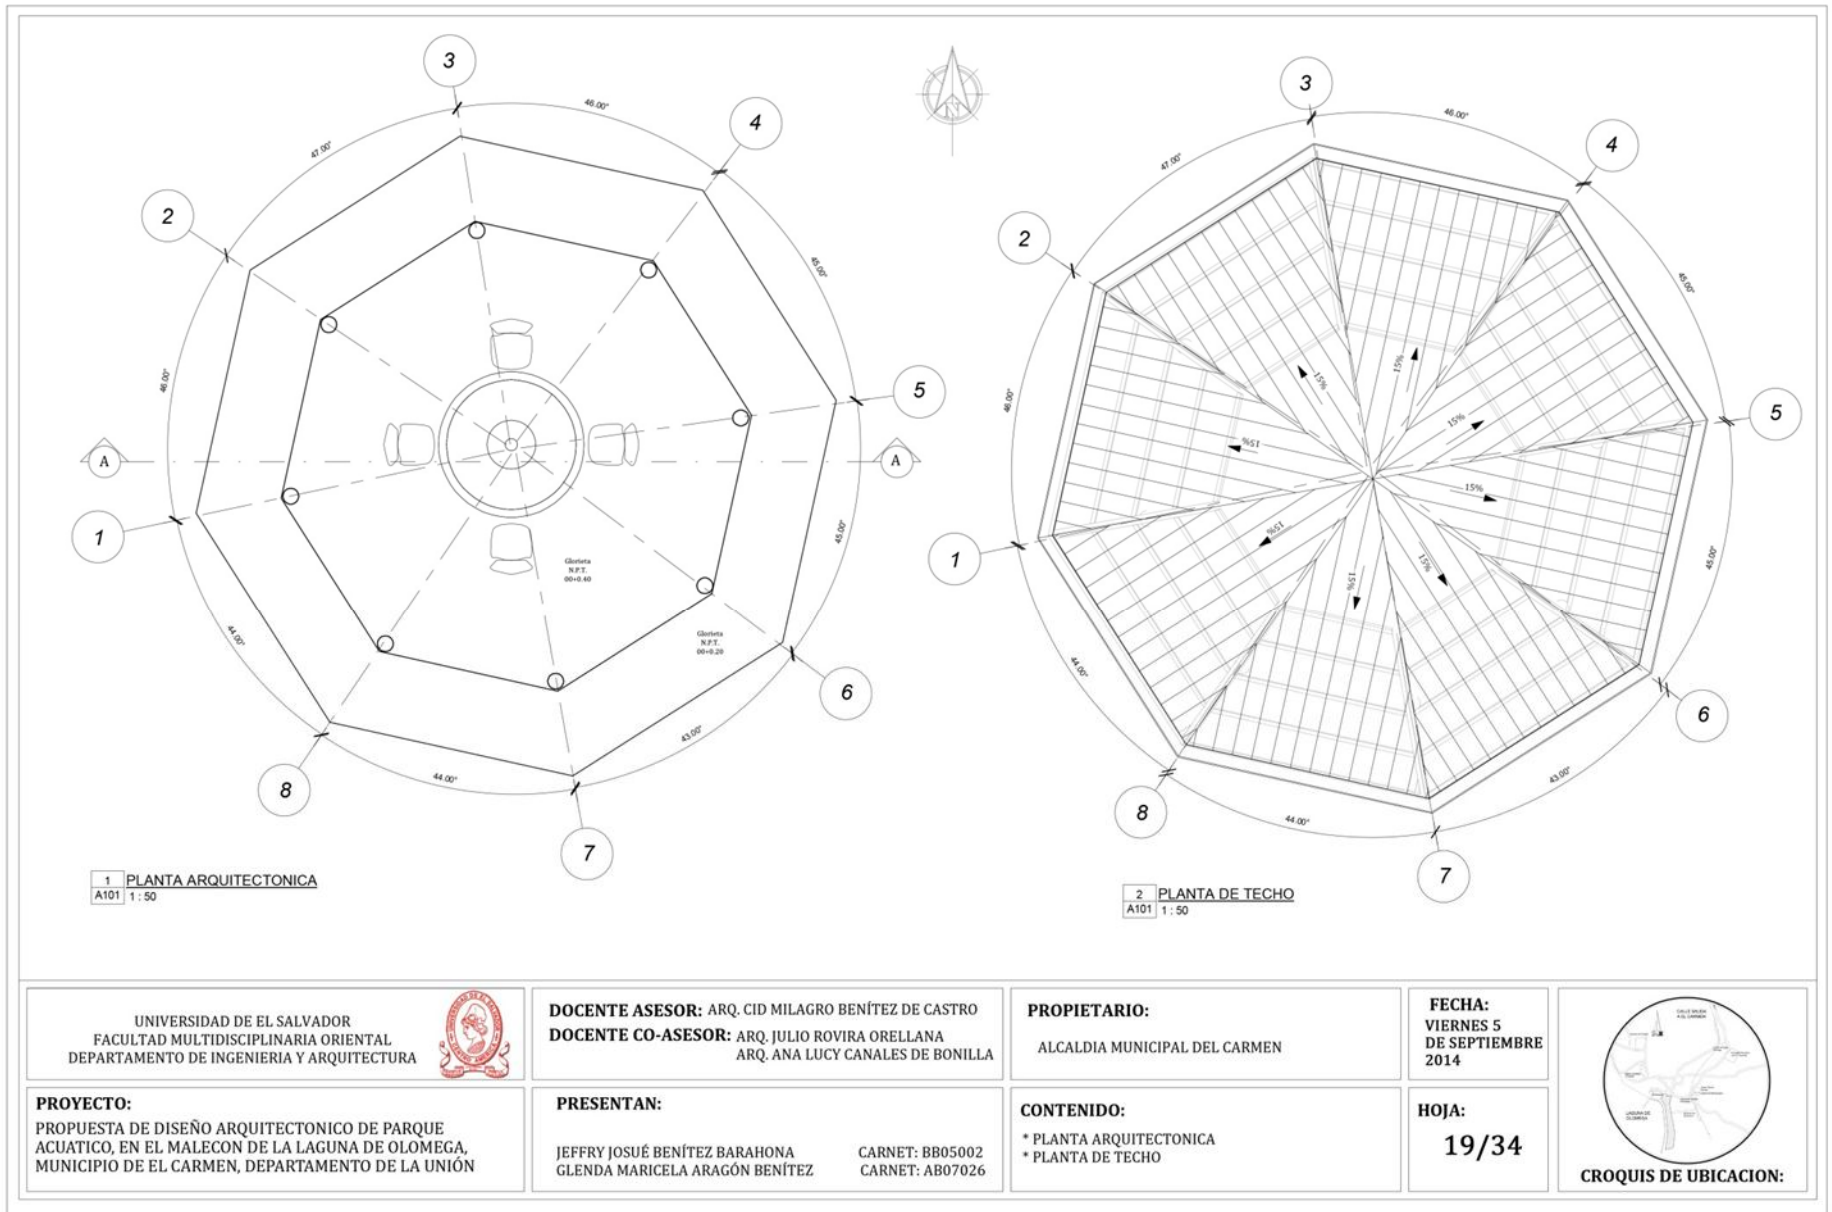 3
46.00°
4
47.00°
2
45.00°
46.00°
5
A
A
1
45.00°
Glorieta
N.P.T.
00+0.40
Glorieta
N.P.T.
00+0.20
44.00°
6
43.00°
8
44.00°
7
1 PLANTA ARQUITECTONICA
A101 1 : 50
3
46.00°
4
47.00°
2
45.00°
15%
15%
46.00°
15%
5
15%
15%
15%
1
15%
15%
45.00°
44.00°
6
43.00°
8
44.00°
7
2 PLANTA DE TECHO
A101 1 : 50
UNIVERSIDAD DE EL SALVADOR
FACULTAD MULTIDISCIPLINARIA ORIENTAL
DEPARTAMENTO DE INGENIERIA Y ARQUITECTURA
DOCENTE ASESOR: ARQ. CID MILAGRO BENÍTEZ DE CASTRO
DOCENTE CO-ASESOR: ARQ. JULIO ROVIRA ORELLANA
ARQ. ANA LUCY CANALES DE BONILLA
PROPIETARIO:
ALCALDIA MUNICIPAL DEL CARMEN
FECHA:
VIERNES 5
DE SEPTIEMBRE
2014
PROYECTO:
PROPUESTA DE DISEÑO ARQUITECTONICO DE PARQUE
ACUATICO, EN EL MALECON DE LA LAGUNA DE OLOMEGA,
MUNICIPIO DE EL CARMEN, DEPARTAMENTO DE LA UNIÓN
PRESENTAN:
JEFFRY JOSUÉ BENÍTEZ BARAHONA CARNET: BB05002
GLENDA MARICELA ARAGÓN BENÍTEZ CARNET: AB07026
CONTENIDO:
* PLANTA ARQUITECTONICA
* PLANTA DE TECHO
HOJA:
19/34
CALLE SALIDA
A EL CARMEN
LAGUNA DE
OLOMEGA
CROQUIS DE UBICACION: